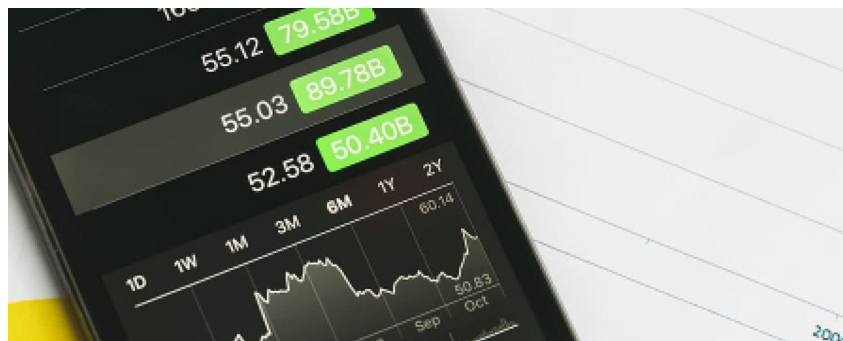 79.58B
55.12
89.78B
55.03
50.40B
52.58
1D 1W 1M 3M 6M 1Y 2Y
60.14
50.83
Sep Oct